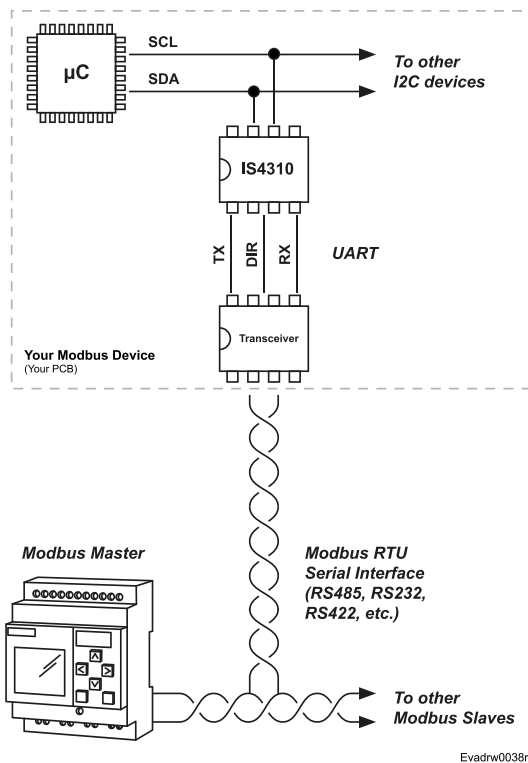 SCL
µC
SDA
To other
I2C devices
IS4310
TX
DIR
RX
UART
Transceiver
Your Modbus Device
(Your PCB)
Modbus Master
Modbus RTU
Serial Interface
(RS485, RS232,
RS422, etc.)
To other
Modbus Slaves
Evadrw0038r